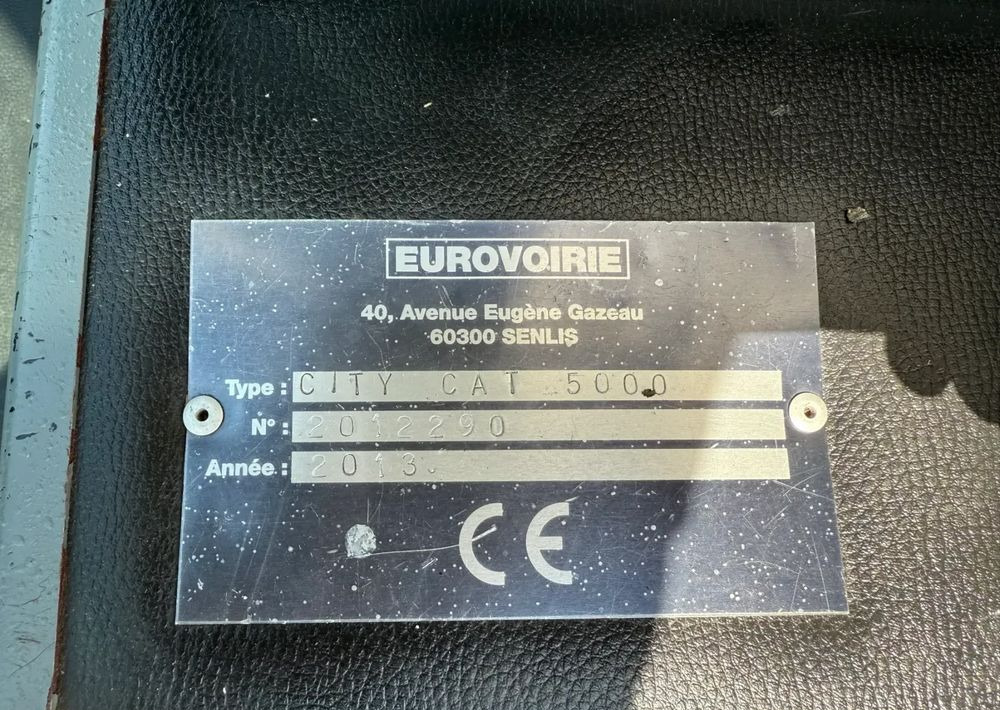 EUROVOIRIE
40, Avenue Eugène Gazeau
60300 SENLIS
Type : CITY CAT 5000
N° : 2012290
Année : 2013
CE